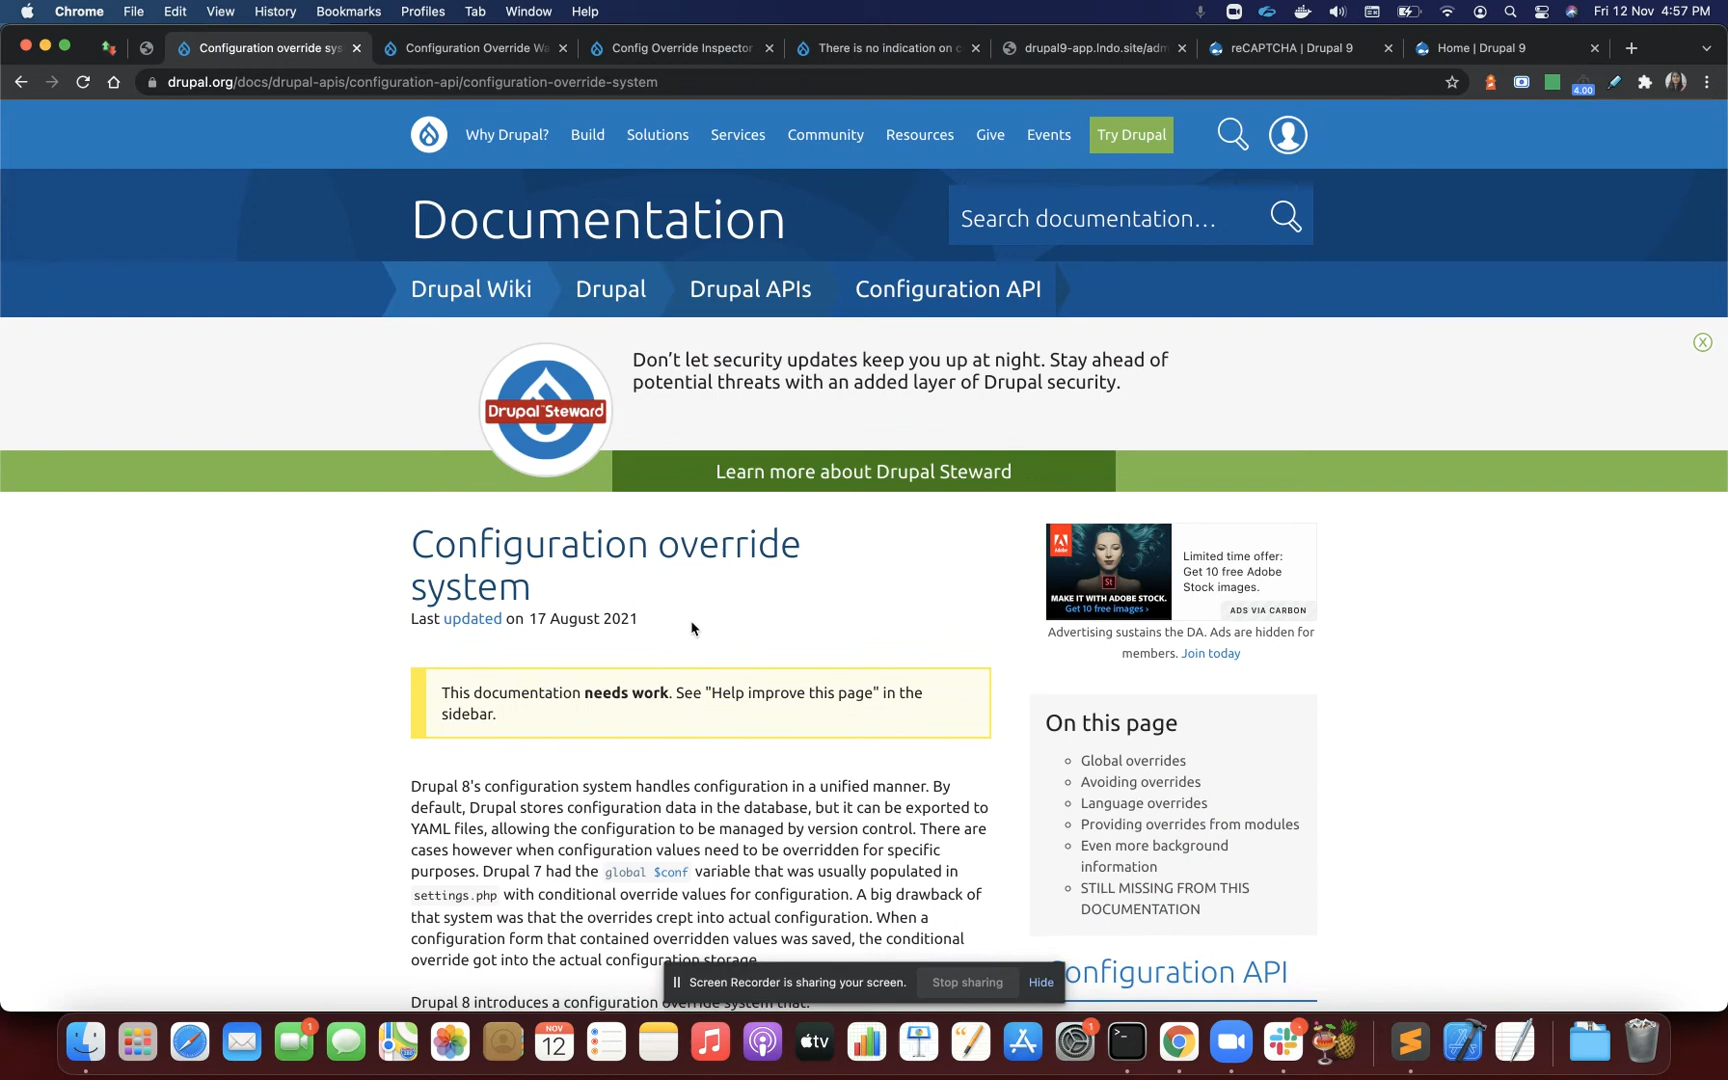 Chrome File Edit View History Bookmarks Profiles Tab Window Help Fri 12 Nov 4:57 PM
Configuration override sys Configuration Override Wa Config Override Inspector There is no indication on c drupal9-app.lndo.site/adm reCAPTCHA | Drupal 9 Home | Drupal 9
drupal.org/docs/drupal-apis/configuration-api/configuration-override-system 4.00
Why Drupal? Build Solutions Services Community Resources Give Events Try Drupal
Documentation Search documentation...
Drupal Wiki Drupal Drupal APIs Configuration API
Don't let security updates keep you up at night. Stay ahead of
potential threats with an added layer of Drupal security.
Drupal™Steward
Learn more about Drupal Steward
Configuration override
system
Last updated on 17 August 2021
This documentation needs work. See "Help improve this page" in the
sidebar.
Drupal 8's configuration system handles configuration in a unified manner. By
default, Drupal stores configuration data in the database, but it can be exported to
YAML files, allowing the configuration to be managed by version control. There are
cases however when configuration values need to be overridden for specific
purposes. Drupal 7 had the global $conf variable that was usually populated in
settings.php with conditional override values for configuration. A big drawback of
that system was that the overrides crept into actual configuration. When a
configuration form that contained overridden values was saved, the conditional
override got into the actual configuration storage.
Drupal 8 introduces a configuration override system that:
MAKE IT WITH ADOBE STOCK.
Get 10 free images ›
St
Limited time offer:
Get 10 free Adobe
Stock images.
ADS VIA CARBON
Advertising sustains the DA. Ads are hidden for
members. Join today
On this page
Global overrides
Avoiding overrides
Language overrides
Providing overrides from modules
Even more background
information
STILL MISSING FROM THIS
DOCUMENTATION
onfiguration API
Screen Recorder is sharing your screen. Stop sharing Hide
1
NOV
12
tv
1